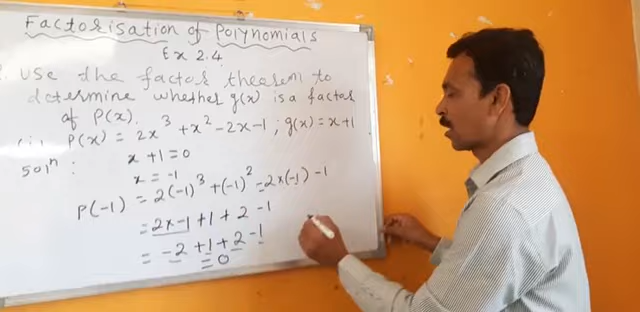 Factorisation of Polynomials
Ex 2.4
Use the factor theorem to
determine whether g(x) is a factor
of P(x).
(i) P(x) = 2x³ + x² - 2x - 1 ; g(x) = x + 1
Solⁿ : x + 1 = 0
x = -1
P(-1) = 2(-1)³ + (-1)² - 2x(-1) - 1
= 2x-1 + 1 + 2 - 1
= -2 + 1 + 2 - 1
= 0